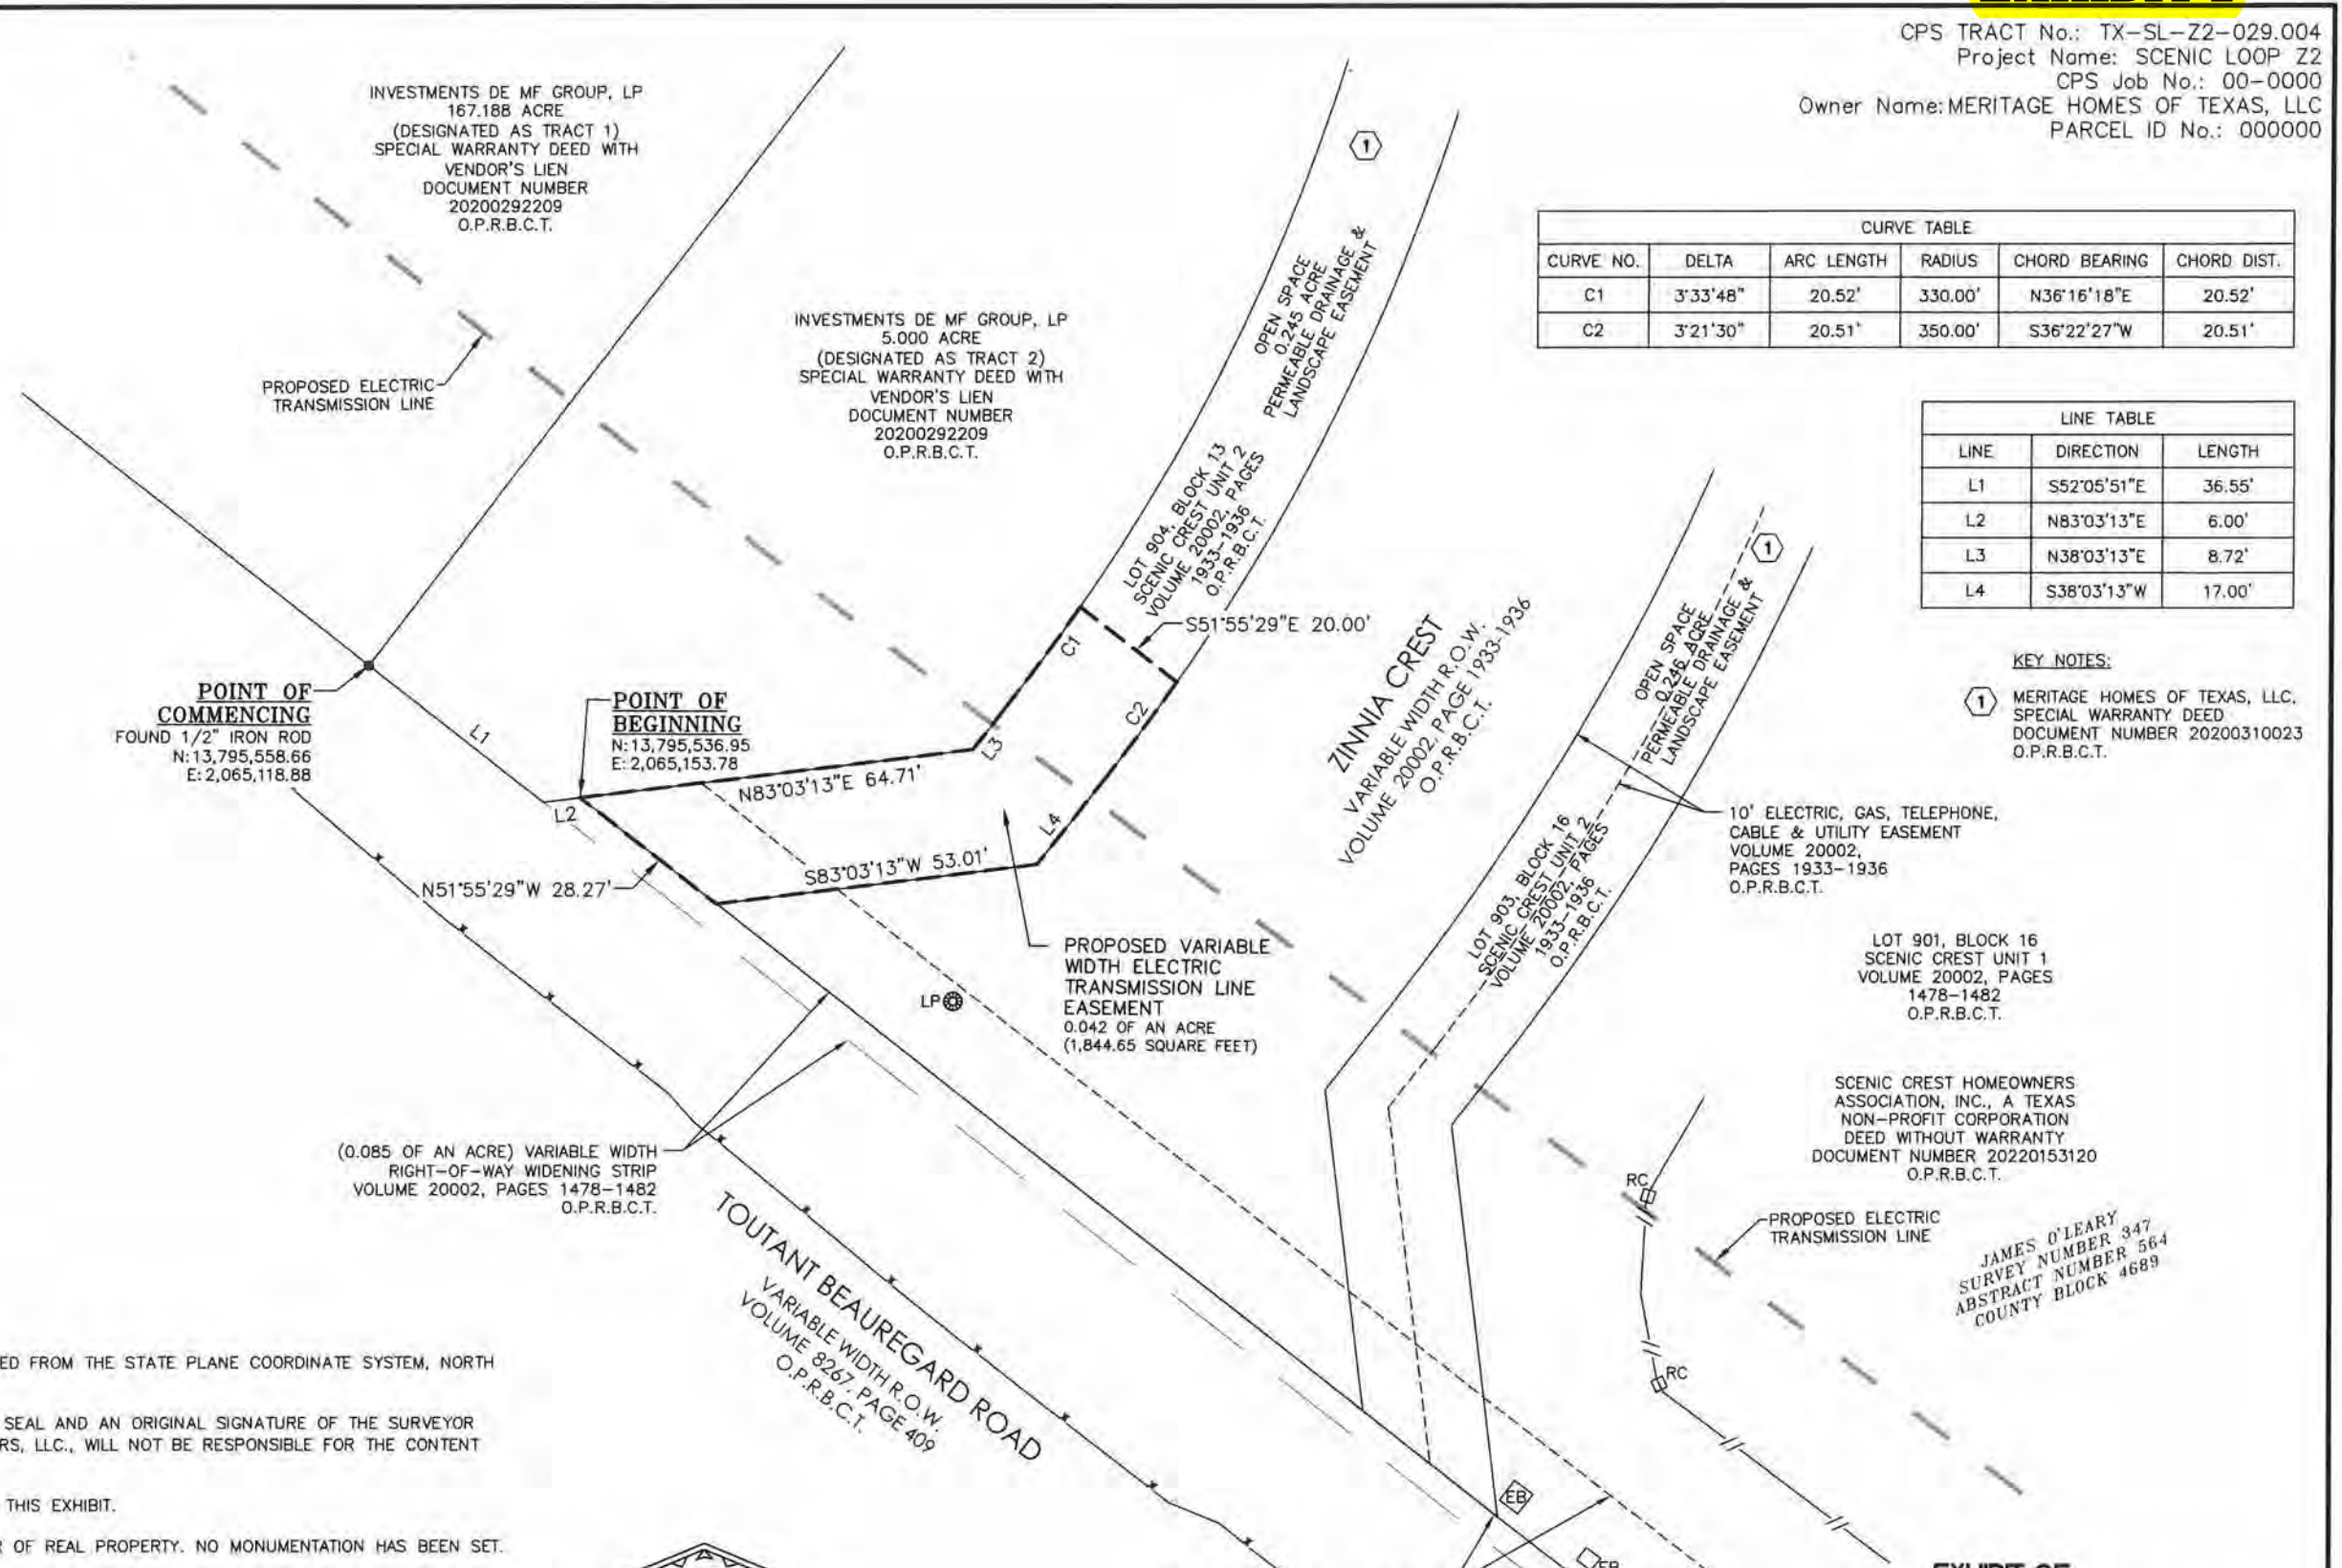 CPS TRACT No.: TX-SL-Z2-029.004
Project Name: SCENIC LOOP Z2
CPS Job No.: 00-0000
Owner Name: MERITAGE HOMES OF TEXAS, LLC
PARCEL ID No.: 000000
INVESTMENTS DE MF GROUP, LP
167.188 ACRE
(DESIGNATED AS TRACT 1)
SPECIAL WARRANTY DEED WITH
VENDOR'S LIEN
DOCUMENT NUMBER
20200292209
O.P.R.B.C.T.
PROPOSED ELECTRIC
TRANSMISSION LINE
INVESTMENTS DE MF GROUP, LP
5.000 ACRE
(DESIGNATED AS TRACT 2)
SPECIAL WARRANTY DEED WITH
VENDOR'S LIEN
DOCUMENT NUMBER
20200292209
O.P.R.B.C.T.
1
OPEN SPACE
0.245 ACRE
PERMEABLE DRAINAGE &
LANDSCAPE EASEMENT
LOT 904, BLOCK 13
SCENIC CREST UNIT 2
VOLUME 20002, PAGES
1933-1936
O.P.R.B.C.T.
CURVE TABLE
CURVE NO. DELTA ARC LENGTH RADIUS CHORD BEARING CHORD DIST.
C1 3°33'48" 20.52' 330.00' N36°16'18"E 20.52'
C2 3°21'30" 20.51' 350.00' S36°22'27"W 20.51'
LINE TABLE
LINE DIRECTION LENGTH
L1 S52°05'51"E 36.55'
L2 N83°03'13"E 6.00'
L3 N38°03'13"E 8.72'
L4 S38°03'13"W 17.00'
KEY NOTES:
1 MERITAGE HOMES OF TEXAS, LLC,
SPECIAL WARRANTY DEED
DOCUMENT NUMBER 20200310023
O.P.R.B.C.T.
POINT OF
COMMENCING
FOUND 1/2" IRON ROD
N: 13,795,558.66
E: 2,065,118.88
L1
POINT OF
BEGINNING
N: 13,795,536.95
E: 2,065,153.78
L2
N83°03'13"E 64.71'
L3
C1
S51°55'29"E 20.00'
C2
L4
S83°03'13"W 53.01'
N51°55'29"W 28.27'
ZINNIA CREST
VARIABLE WIDTH R.O.W.
VOLUME 20002, PAGE 1933-1936
O.P.R.B.C.T.
1
OPEN SPACE
0.246 ACRE
PERMEABLE DRAINAGE &
LANDSCAPE EASEMENT
LOT 903, BLOCK 16
SCENIC CREST UNIT 2
VOLUME 20002, PAGES
1933-1936
O.P.R.B.C.T.
10' ELECTRIC, GAS, TELEPHONE,
CABLE & UTILITY EASEMENT
VOLUME 20002,
PAGES 1933-1936
O.P.R.B.C.T.
LOT 901, BLOCK 16
SCENIC CREST UNIT 1
VOLUME 20002, PAGES
1478-1482
O.P.R.B.C.T.
PROPOSED VARIABLE
WIDTH ELECTRIC
TRANSMISSION LINE
EASEMENT
0.042 OF AN ACRE
(1,844.65 SQUARE FEET)
LP
SCENIC CREST HOMEOWNERS
ASSOCIATION, INC., A TEXAS
NON-PROFIT CORPORATION
DEED WITHOUT WARRANTY
DOCUMENT NUMBER 20220153120
O.P.R.B.C.T.
(0.085 OF AN ACRE) VARIABLE WIDTH
RIGHT-OF-WAY WIDENING STRIP
VOLUME 20002, PAGES 1478-1482
O.P.R.B.C.T.
RC
PROPOSED ELECTRIC
TRANSMISSION LINE
JAMES O'LEARY
SURVEY NUMBER 347
ABSTRACT NUMBER 564
COUNTY BLOCK 4689
TOUTANT BEAUREGARD ROAD
VARIABLE WIDTH R.O.W.
VOLUME 8267, PAGE 409
O.P.R.B.C.T.
RC
ED FROM THE STATE PLANE COORDINATE SYSTEM, NORTH
SEAL AND AN ORIGINAL SIGNATURE OF THE SURVEYOR
RS, LLC., WILL NOT BE RESPONSIBLE FOR THE CONTENT
THIS EXHIBIT.
R OF REAL PROPERTY. NO MONUMENTATION HAS BEEN SET.
EB
EB
EXHIBIT OF